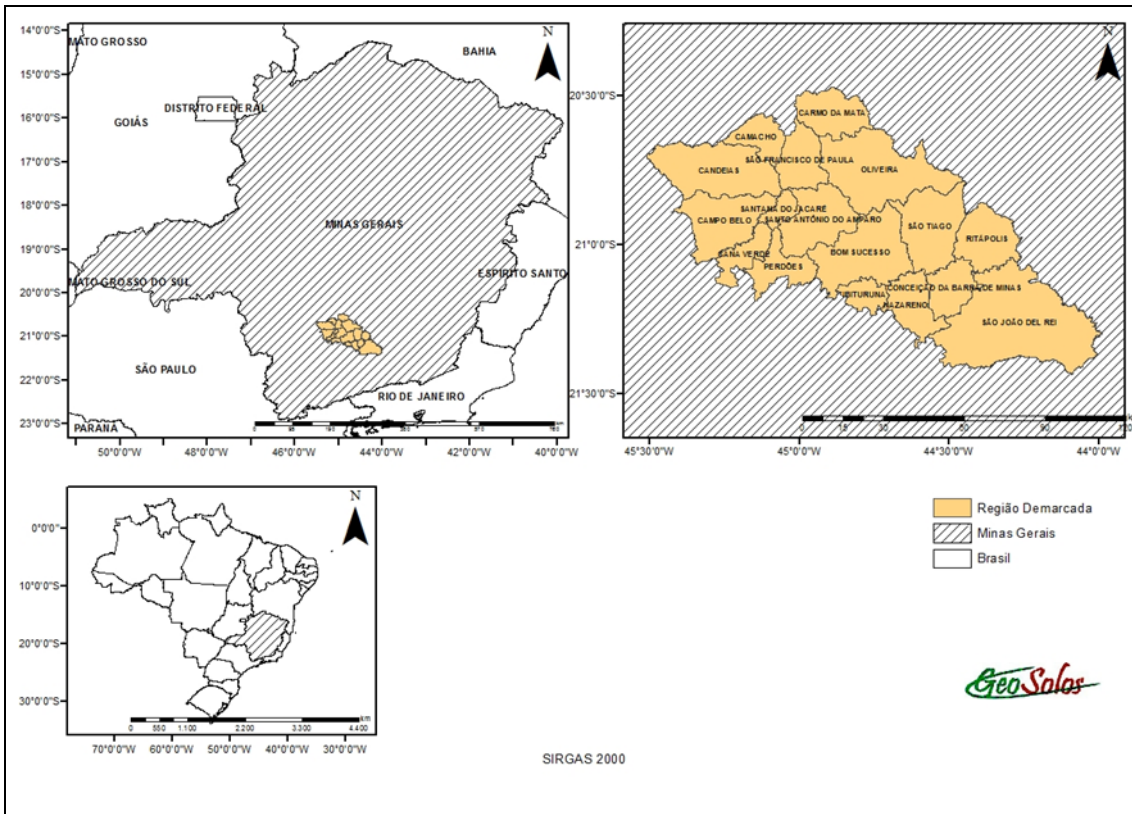 14°0'0"S
15°0'0"S
16°0'0"S
17°0'0"S
18°0'0"S
19°0'0"S
20°0'0"S
21°0'0"S
22°0'0"S
23°0'0"S
MATO GROSSO
BAHIA
N
DISTRITO FEDERAL
GOIÁS
MINAS GERAIS
ESPIRITO SANTO
MATO GROSSO DO SUL
SÃO PAULO
RIO DE JANEIRO
PARANÁ
50°0'0"W
48°0'0"W
46°0'0"W
44°0'0"W
42°0'0"W
40°0'0"W
N
20°30'0"S
21°0'0"S
21°30'0"S
CARMO DA MATA
CAMACHO
SÃO FRANCISCO DE PAULA
CANDEIAS
OLIVEIRA
SANTANA DO JACARÉ
CAMPO BELO
SANTO ANTÔNIO DO AMPARO
SÃO TIAGO
RITÁPOLIS
BOM SUCESSO
PERDÕES
CONCEIÇÃO DA BARRA DE MINAS
NAZARENO
SÃO JOÃO DEL REI
0 15 30 60 90
45°30'0"W
45°0'0"W
44°30'0"W
44°0'0"W
N
0°0'0"
10°0'0"S
20°0'0"S
30°0'0"S
km
0 550 1.100 2.200 3.300 4.400
70°0'0"W
60°0'0"W
50°0'0"W
40°0'0"W
30°0'0"W
Região Demarcada
Minas Gerais
Brasil
GeoSolos
SIRGAS 2000